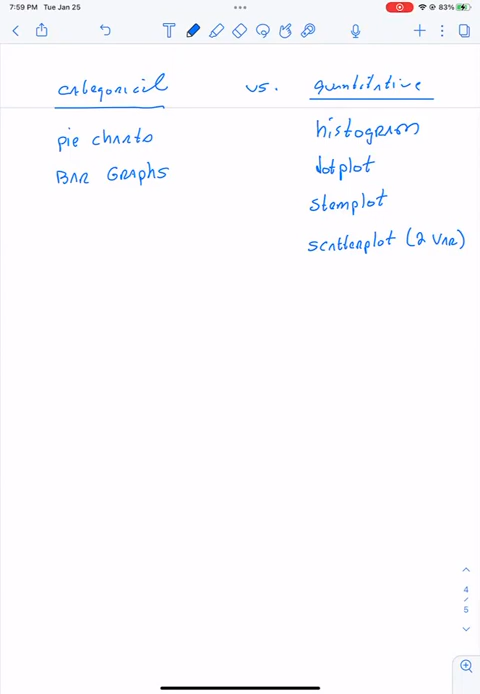 7:59 PM Tue Jan 25
83%
categorical vs. quantitative
pie charts
BAR GRAphs
histogram
dotplot
stemplot
scatterplot (2 VAR)
4
/
5